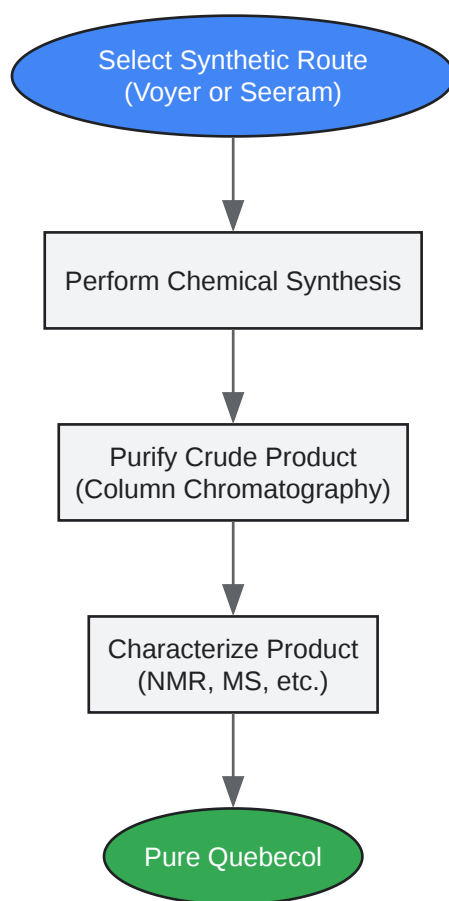 Select Synthetic Route
(Voyer or Seeram)
Perform Chemical Synthesis
Purify Crude Product
(Column Chromatography)
Characterize Product
(NMR, MS, etc.)
Pure Quebecol